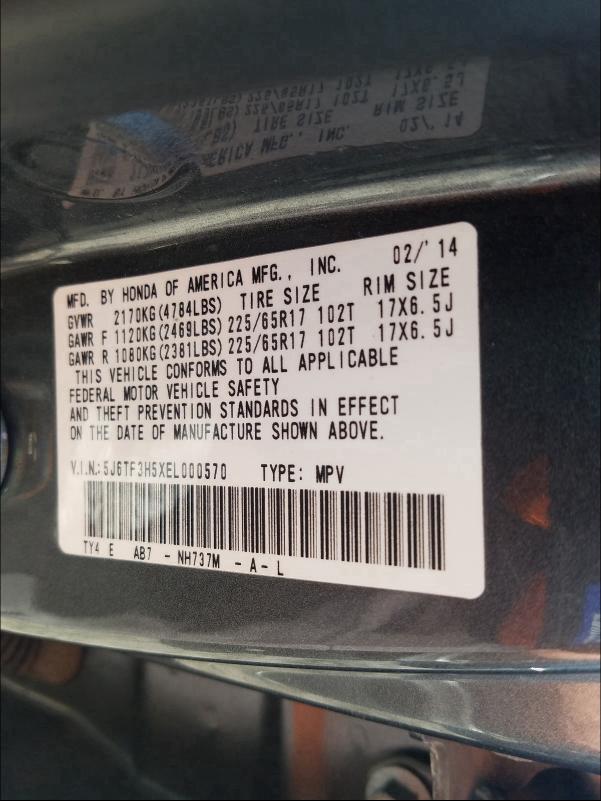 MFD. BY HONDA OF AMERICA MFG., INC. 02/'14
GVWR 2170KG(4784LBS) TIRE SIZE RIM SIZE
GAWR F 1120KG(2469LBS) 225/65R17 102T 17X6.5J
GAWR R 1080KG(2381LBS) 225/65R17 102T 17X6.5J
THIS VEHICLE CONFORMS TO ALL APPLICABLE
FEDERAL MOTOR VEHICLE SAFETY
AND THEFT PREVENTION STANDARDS IN EFFECT
ON THE DATE OF MANUFACTURE SHOWN ABOVE.
V.I.N.:5J6TF3H5XEL000570 TYPE: MPV
TY4 E AB7 - NH737M - A - L